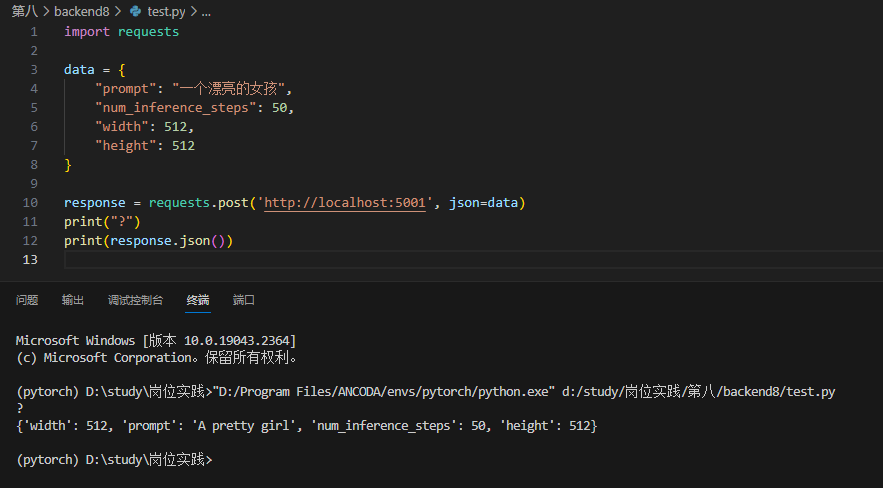 第八 > backend8 > test.py > ...
1 import requests
2
3 data = {
4     "prompt": "一个漂亮的女孩",
5     "num_inference_steps": 50,
6     "width": 512,
7     "height": 512
8 }
9
10 response = requests.post('http://localhost:5001', json=data)
11 print("?")
12 print(response.json())
13
问题 输出 调试控制台 终端 端口
Microsoft Windows [版本 10.0.19043.2364]
(c) Microsoft Corporation。保留所有权利。
(pytorch) D:\study\岗位实践>"D:/Program Files/ANCODA/envs/pytorch/python.exe" d:/study/岗位实践/第八/backend8/test.py
?
{'width': 512, 'prompt': 'A pretty girl', 'num_inference_steps': 50, 'height': 512}
(pytorch) D:\study\岗位实践>